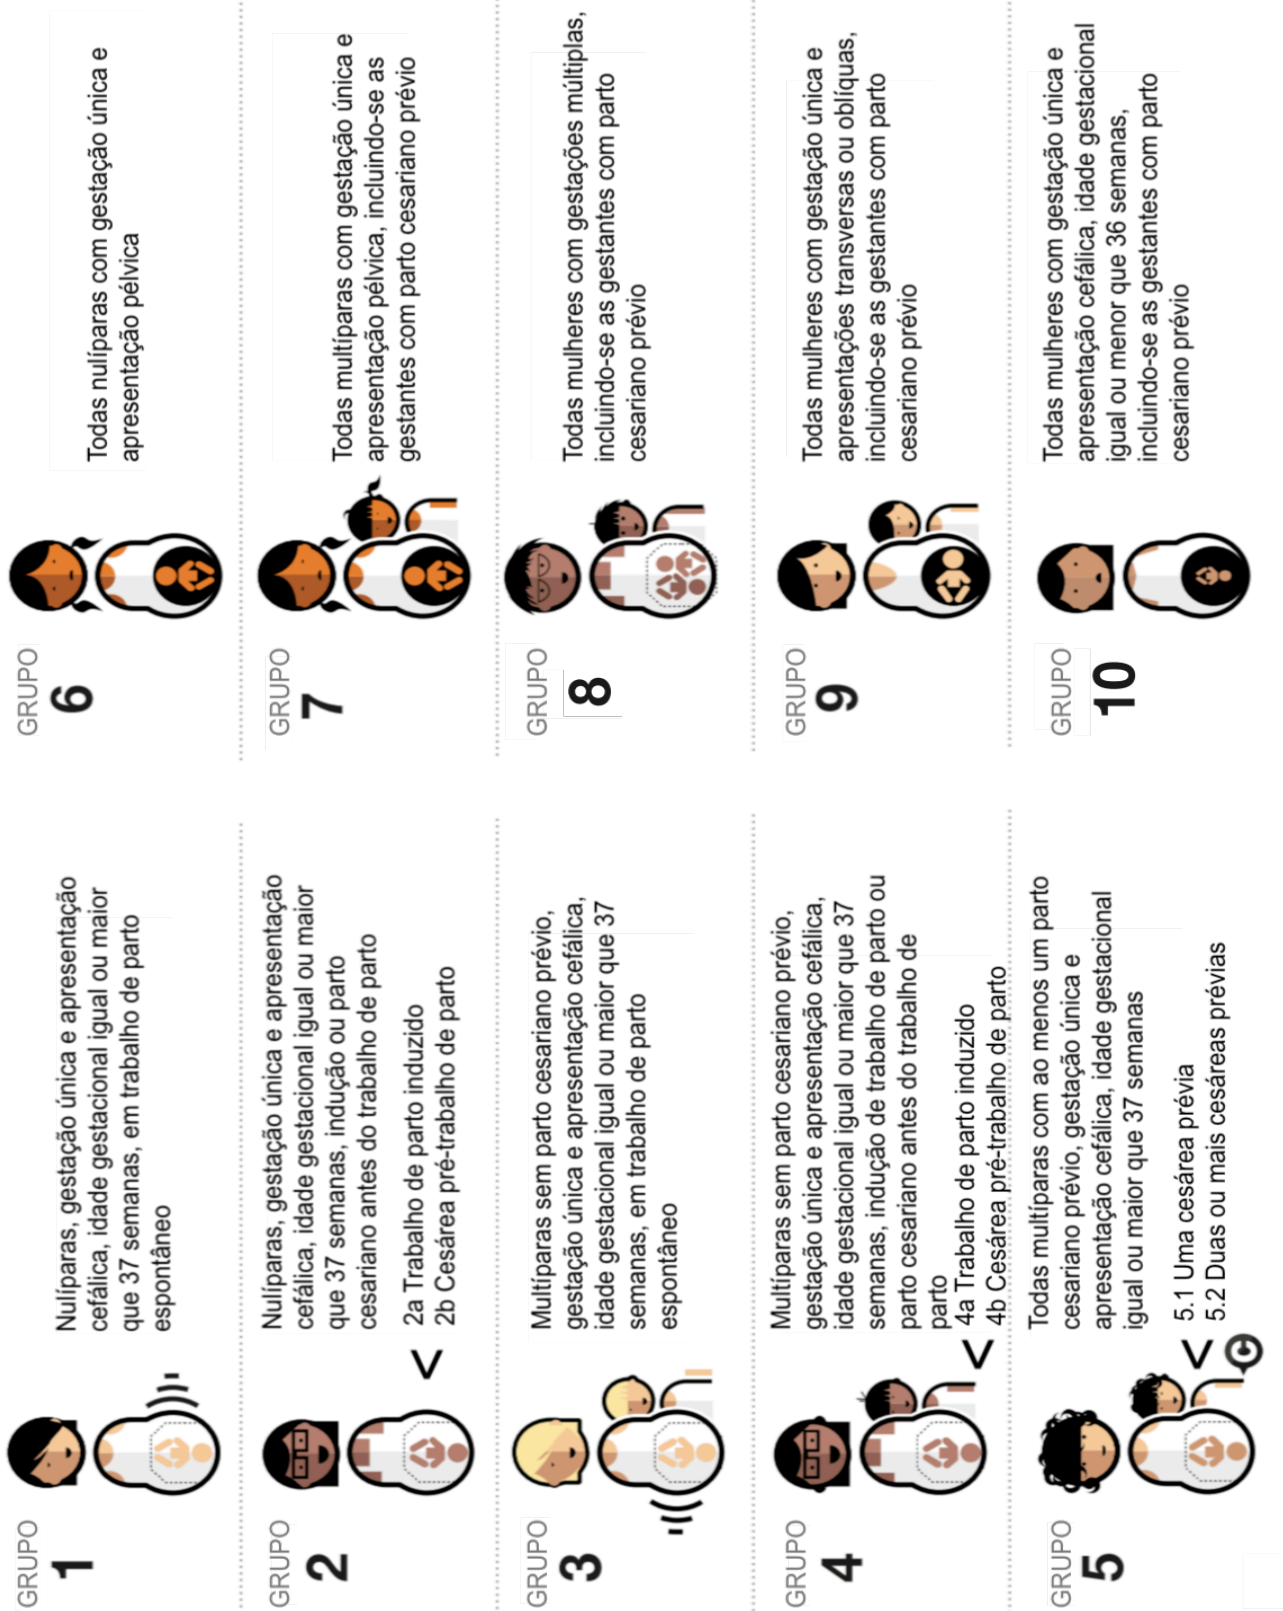 GRUPO
1
Nulíparas, gestação única e apresentação
cefálica, idade gestacional igual ou maior
que 37 semanas, em trabalho de parto
espontâneo
GRUPO
2
Nulíparas, gestação única e apresentação
cefálica, idade gestacional igual ou maior
que 37 semanas, indução ou parto
cesariano antes do trabalho de parto
<
2a Trabalho de parto induzido
2b Cesárea pré-trabalho de parto
GRUPO
3
Multíparas sem parto cesariano prévio,
gestação única e apresentação cefálica,
idade gestacional igual ou maior que 37
semanas, em trabalho de parto
espontâneo
GRUPO
4
Multíparas sem parto cesariano prévio,
gestação única e apresentação cefálica,
idade gestacional igual ou maior que 37
semanas, indução de trabalho de parto ou
parto cesariano antes do trabalho de
parto
<
4a Trabalho de parto induzido
4b Cesárea pré-trabalho de parto
GRUPO
5
Todas multíparas com ao menos um parto
cesariano prévio, gestação única e
apresentação cefálica, idade gestacional
igual ou maior que 37 semanas
<
5.1 Uma cesárea prévia
5.2 Duas ou mais cesáreas prévias
C
GRUPO
6
Todas nulíparas com gestação única e
apresentação pélvica
GRUPO
7
Todas multíparas com gestação única e
apresentação pélvica, incluindo-se as
gestantes com parto cesariano prévio
GRUPO
8
Todas mulheres com gestações múltiplas,
incluindo-se as gestantes com parto
cesariano prévio
GRUPO
9
Todas mulheres com gestação única e
apresentações transversas ou oblíquas,
incluindo-se as gestantes com parto
cesariano prévio
GRUPO
10
Todas mulheres com gestação única e
apresentação cefálica, idade gestacional
igual ou menor que 36 semanas,
incluindo-se as gestantes com parto
cesariano prévio